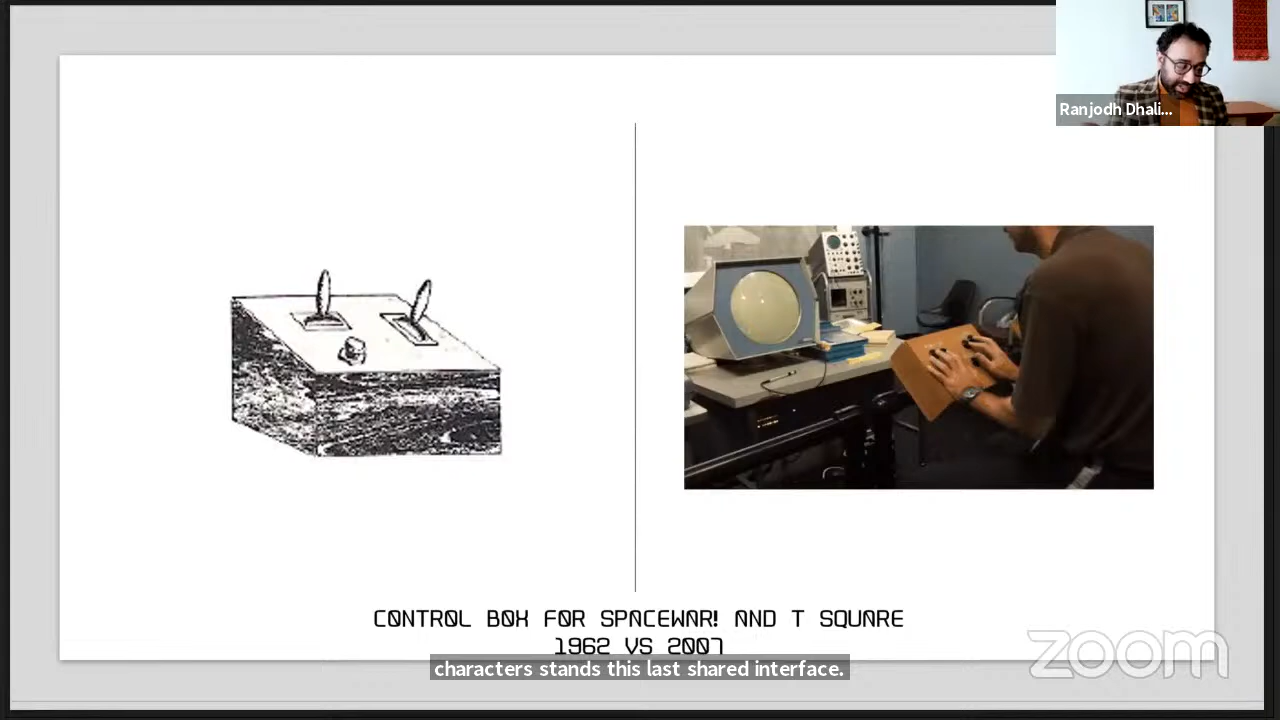 Ranjodh Dhali...
CONTROL BOX FOR SPACEWAR! AND T SQUARE
1962 VS 2007
characters stands this last shared interface.
zoom